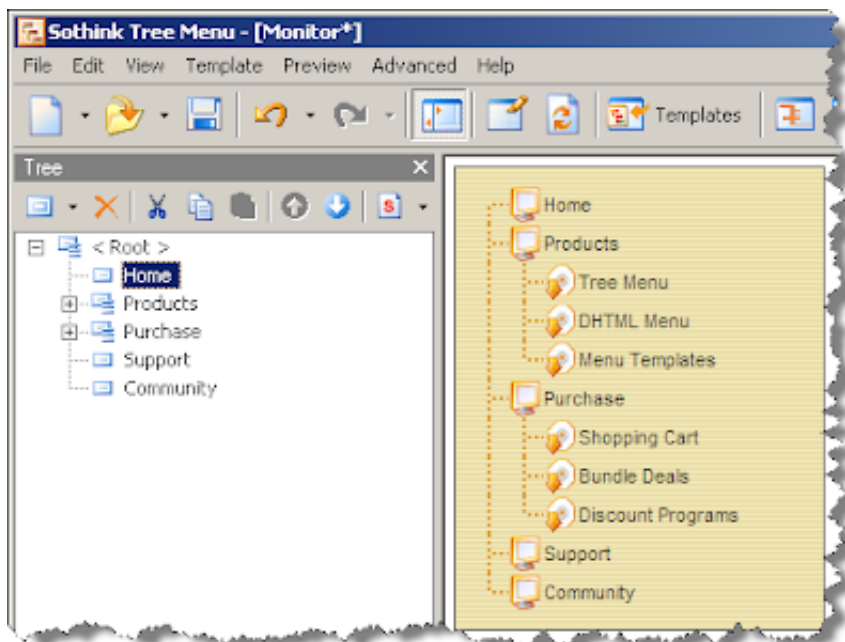 Sothink Tree Menu - [Monitor*]
File Edit View Template Preview Advanced Help
Templates
Tree
S
< Root >
Home
Products
Purchase
Support
Community
Home
Products
Tree Menu
DHTML Menu
Menu Templates
Purchase
Shopping Cart
Bundle Deals
Discount Programs
Support
Community